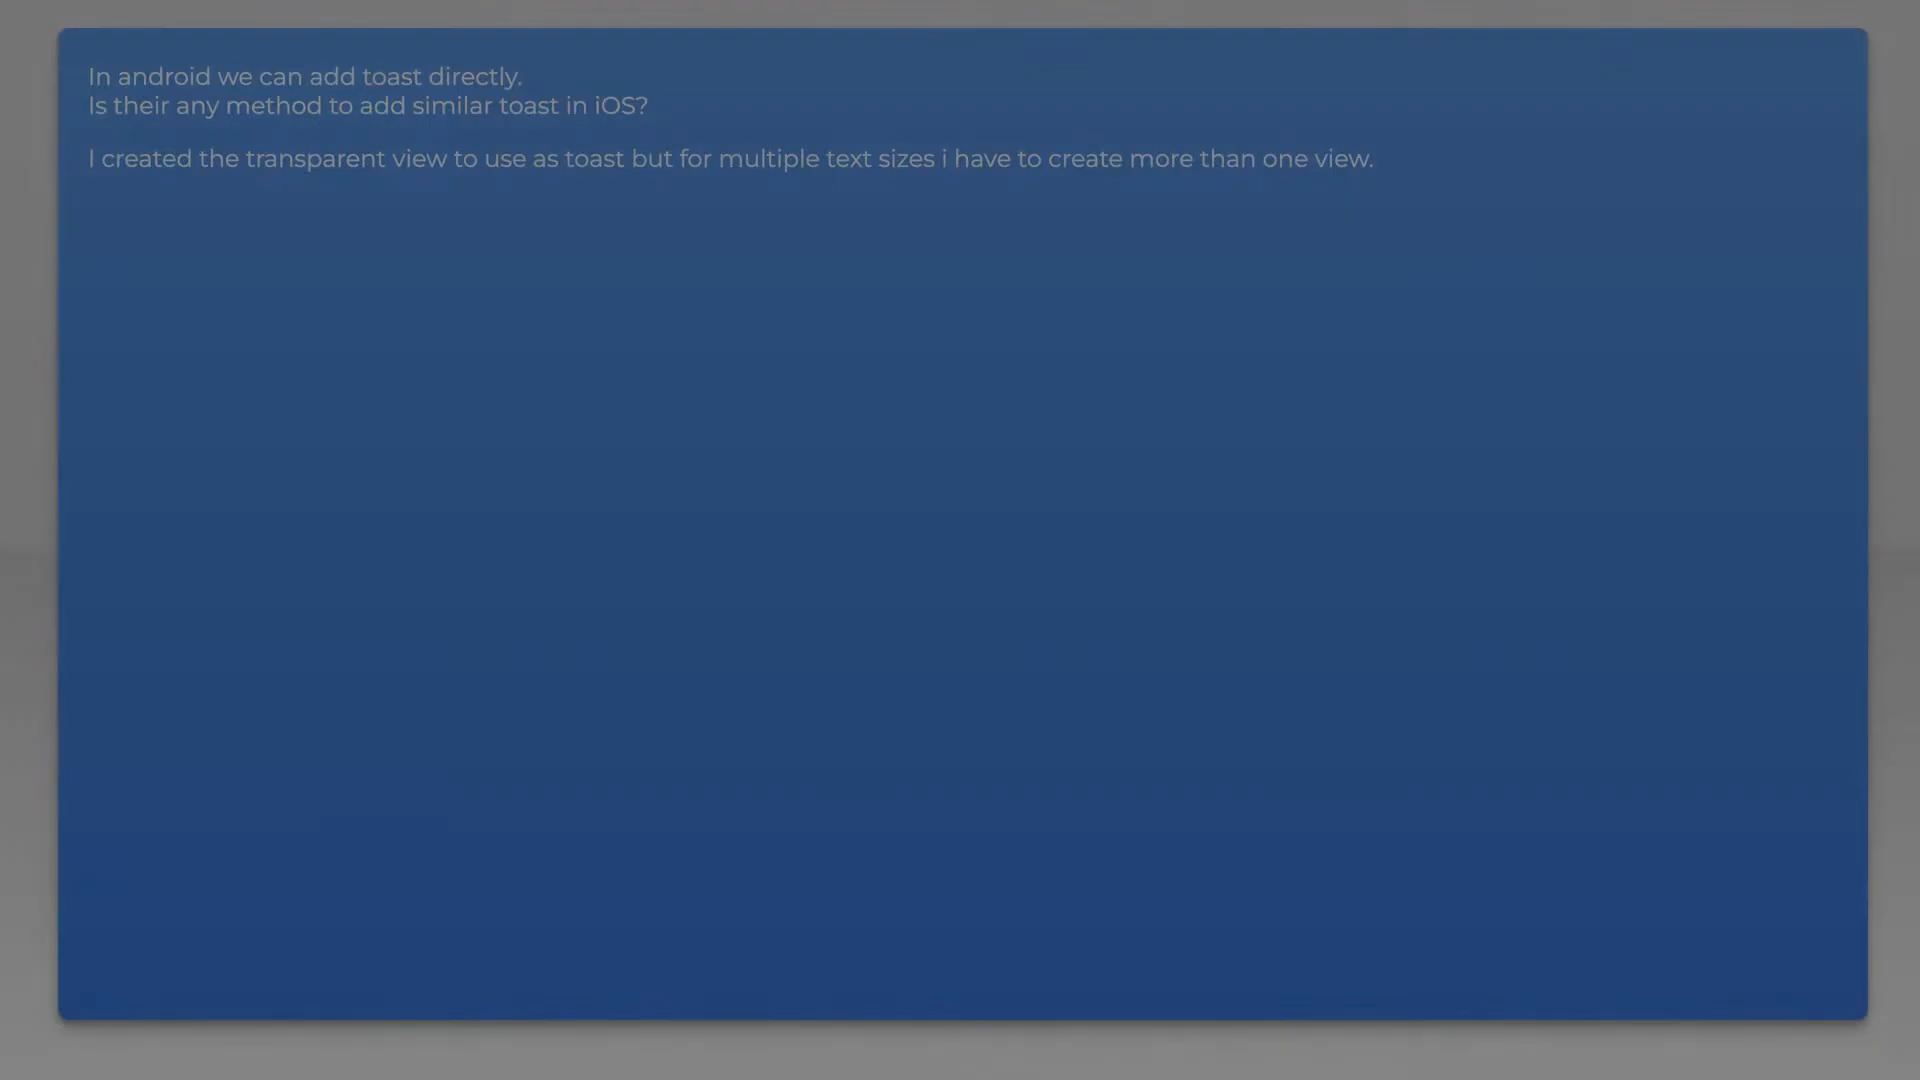 In android we can add toast directly.
Is their any method to add similar toast in iOS?
I created the transparent view to use as toast but for multiple text sizes i have to create more than one view.